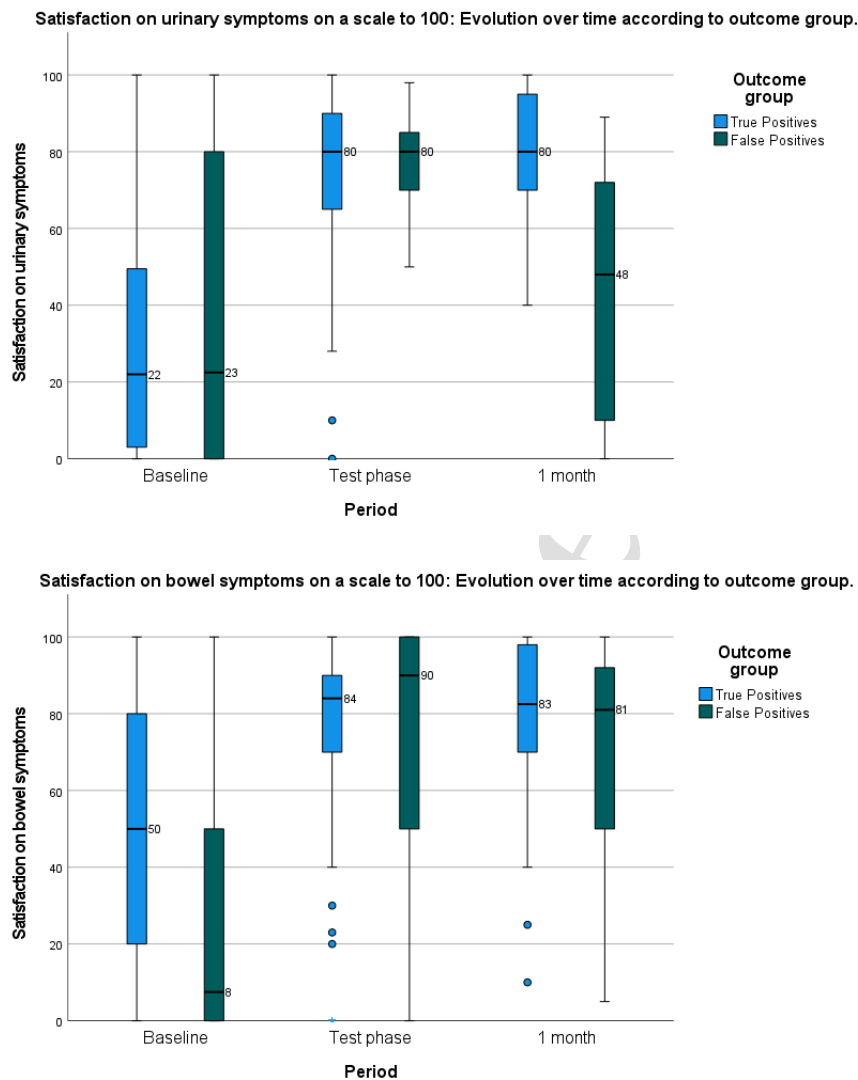 Satisfaction on urinary symptoms on a scale to 100: Evolution over time according to outcome group.
Satisfaction on urinary symptoms
100
80
60
40
20
0
22
23
80
80
80
48
Baseline
Test phase
1 month
Period
Outcome
group
True Positives
False Positives
Satisfaction on bowel symptoms on a scale to 100: Evolution over time according to outcome group.
Satisfaction on bowel symptoms
100
80
60
40
20
0
50
8
84
90
83
81
Baseline
Test phase
1 month
Period
Outcome
group
True Positives
False Positives